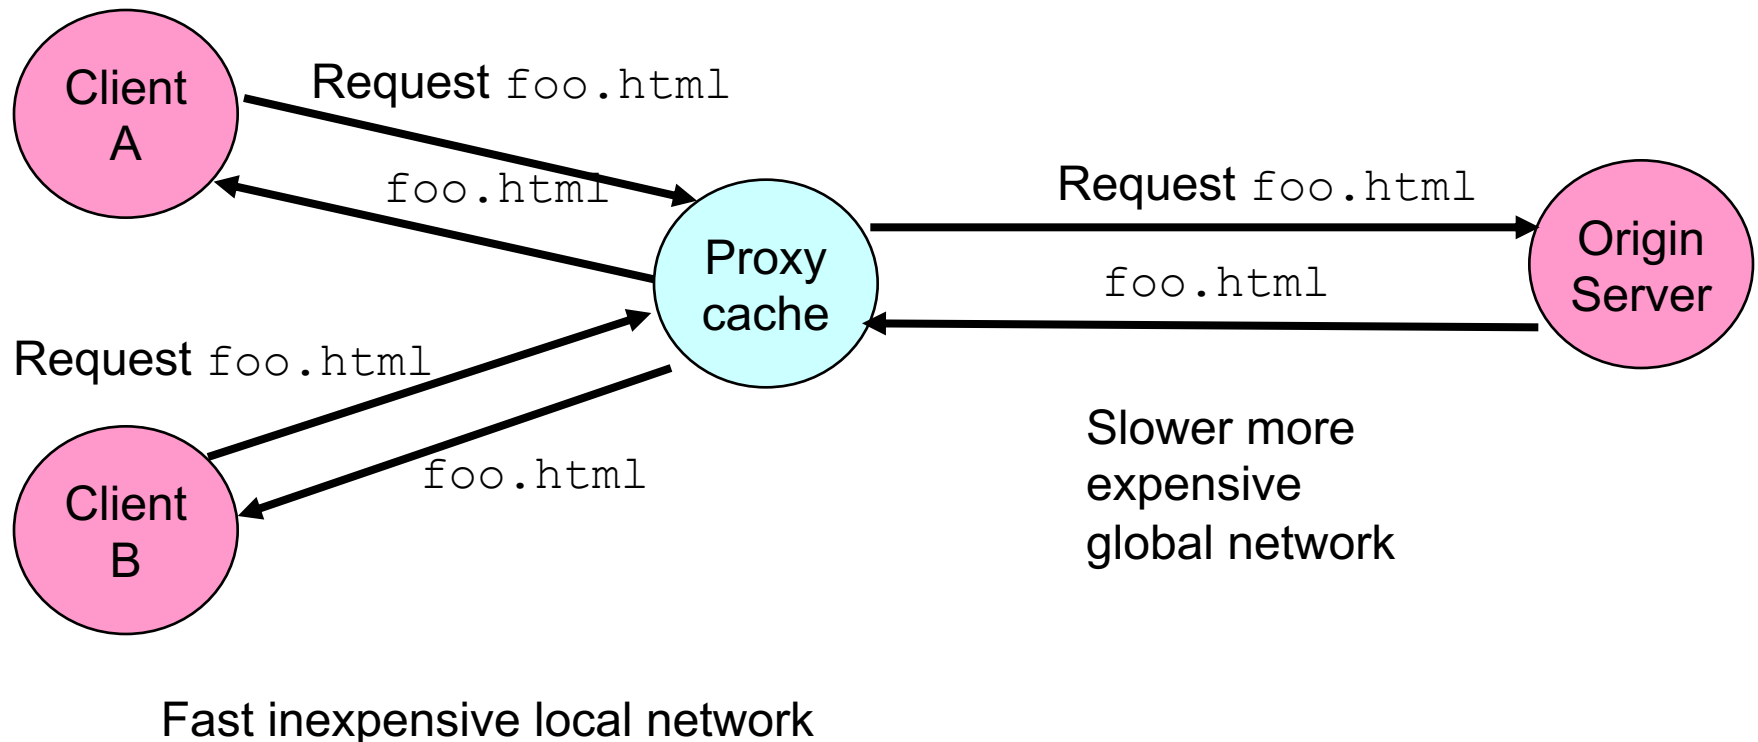 Client
A
Request foo.html
foo.html
Proxy
cache
Request foo.html
foo.html
Origin
Server
Request foo.html
foo.html
Client
B
Slower more
expensive
global network
Fast inexpensive local network